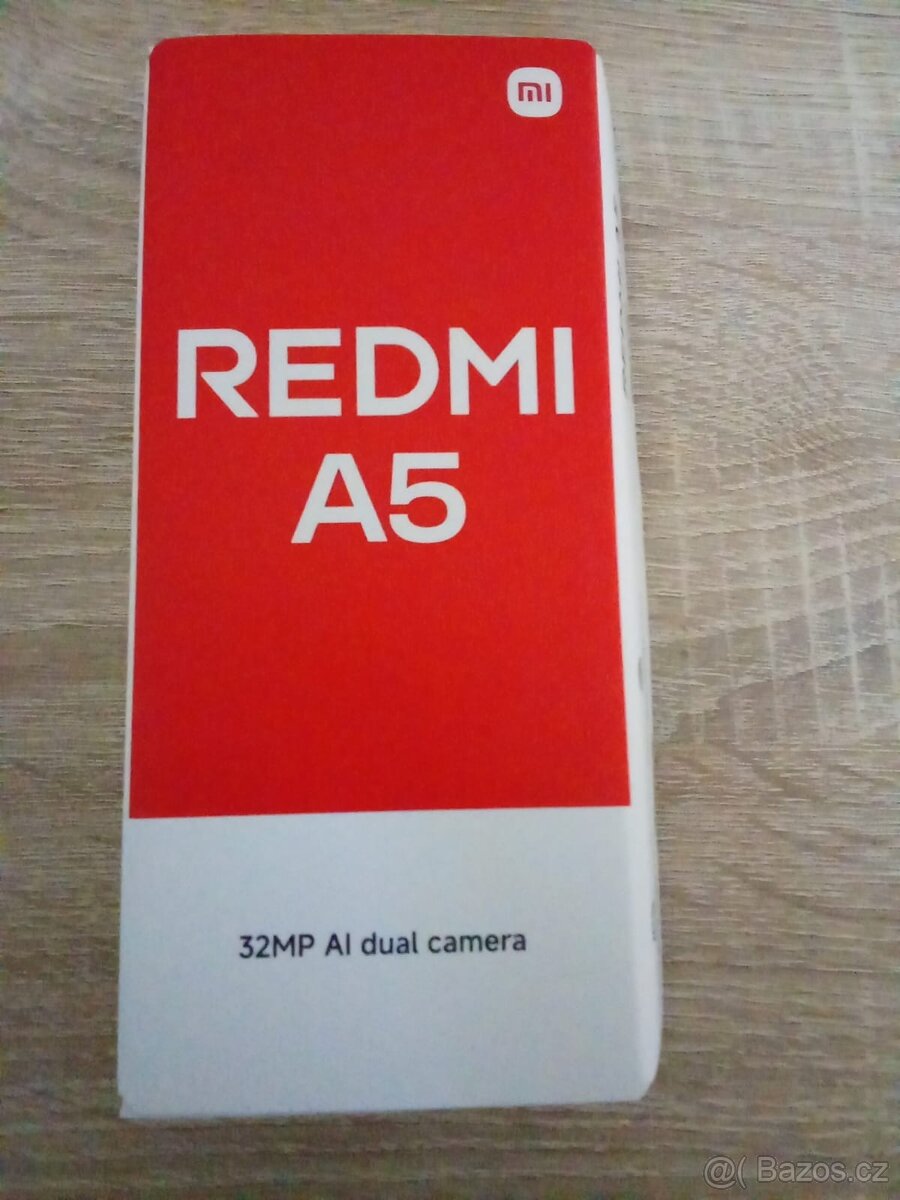 mi
REDMI
A5
32MP AI dual camera
@( Bazos.cz